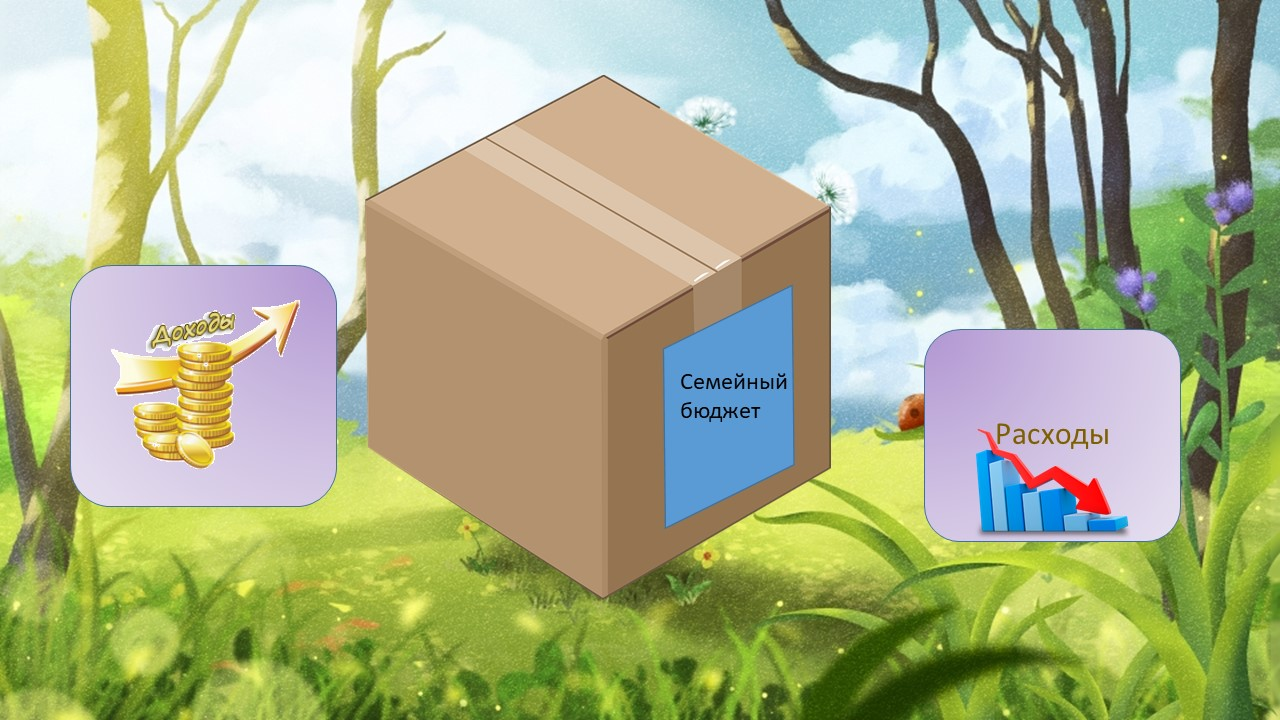 Доходы
Семейный
бюджет
Расходы